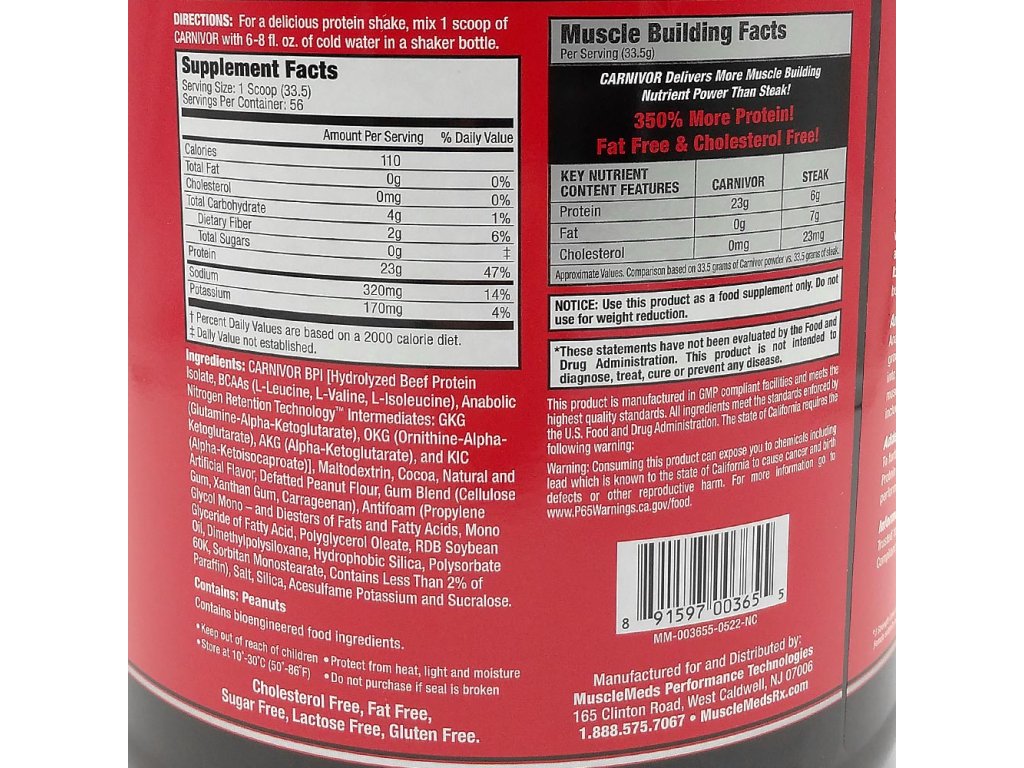 DIRECTIONS: For a delicious protein shake, mix 1 scoop of
CARNIVOR with 6-8 fl. oz. of cold water in a shaker bottle.
Supplement Facts
Serving Size: 1 Scoop (33.5)
Servings Per Container: 56
Amount Per Serving % Daily Value
Calories 110
Total Fat 0g 0%
Cholesterol 0mg 0%
Total Carbohydrate 4g 1%
Dietary Fiber 2g 6%
Total Sugars 0g ‡
Protein 23g 47%
Sodium 320mg 14%
Potassium 170mg 4%
† Percent Daily Values are based on a 2000 calorie diet.
‡ Daily Value not established.
Ingredients: CARNIVOR BPI [Hydrolyzed Beef Protein
Isolate, BCAAs (L-Leucine, L-Valine, L-Isoleucine), Anabolic
Nitrogen Retention Technology™ Intermediates: GKG
(Glutamine-Alpha-Ketoglutarate), OKG (Ornithine-Alpha-
Ketoglutarate), AKG (Alpha-Ketoglutarate), and KIC
(Alpha-Ketoisocaproate)], Maltodextrin, Cocoa, Natural and
Artificial Flavor, Defatted Peanut Flour, Gum Blend (Cellulose
Gum, Xanthan Gum, Carrageenan), Antifoam (Propylene
Glycol Mono – and Diesters of Fats and Fatty Acids, Mono
Glyceride of Fatty Acid, Polyglycerol Oleate, RDB Soybean
Oil, Dimethylpolysiloxane, Hydrophobic Silica, Polysorbate
60K, Sorbitan Monostearate, Contains Less Than 2% of
Paraffin), Salt, Silica, Acesulfame Potassium and Sucralose.
Contains: Peanuts
Contains bioengineered food ingredients.
•Keep out of reach of children •Protect from heat, light and moisture
•Store at 10°-30°C (50°-86°F) •Do not purchase if seal is broken
Cholesterol Free, Fat Free,
Sugar Free, Lactose Free, Gluten Free.
Muscle Building Facts
Per Serving (33.5g)
CARNIVOR Delivers More Muscle Building
Nutrient Power Than Steak!
350% More Protein!
Fat Free & Cholesterol Free!
KEY NUTRIENT
CONTENT FEATURES CARNIVOR STEAK
Protein 23g 6g
Fat 0g 7g
Cholesterol 0mg 23mg
Approximate Values. Comparison based on 33.5 grams of Carnivor powder vs. 33.5 grams of steak.
NOTICE: Use this product as a food supplement only. Do not
use for weight reduction.
*These statements have not been evaluated by the Food and
Drug Administration. This product is not intended to
diagnose, treat, cure or prevent any disease.
This product is manufactured in GMP compliant facilities and meets the
highest quality standards. All ingredients meet the standards enforced by
the U.S. Food and Drug Administration. The state of California requires the
following warning:
Warning: Consuming this product can expose you to chemicals including
lead which is known to the state of California to cause cancer and birth
defects or other reproductive harm. For more information go to
www.P65Warnings.ca.gov/food.
8 91597 00365 5
MM-003655-0522-NC
Manufactured for and Distributed by:
MuscleMeds Performance Technologies
165 Clinton Road, West Caldwell, NJ 07006
1.888.575.7067 • MuscleMedsRx.com